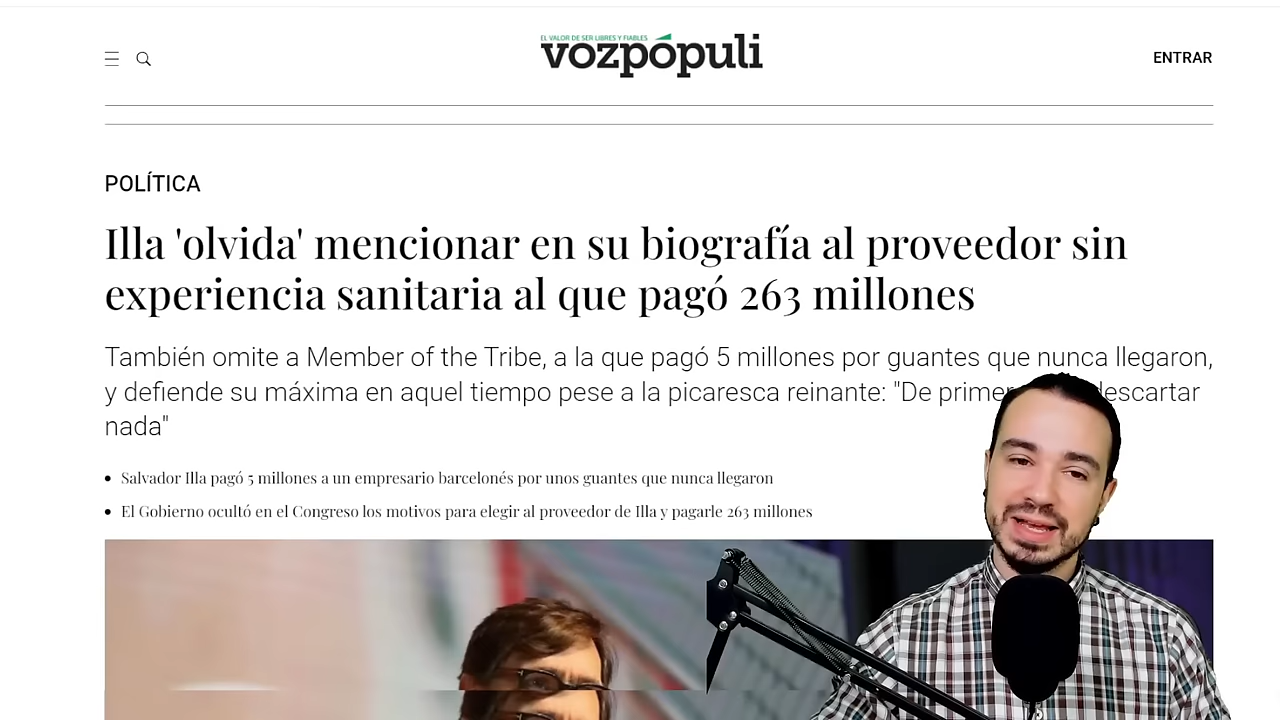 EL VALOR DE SER LIBRES Y FIABLES
vozpópuli
ENTRAR
POLÍTICA
Illa 'olvida' mencionar en su biografía al proveedor sin
experiencia sanitaria al que pagó 263 millones
También omite a Member of the Tribe, a la que pagó 5 millones por guantes que nunca llegaron,
y defiende su máxima en aquel tiempo pese a la picaresca reinante: "De primer descartar
nada"
Salvador Illa pagó 5 millones a un empresario barcelonés por unos guantes que nunca llegaron
El Gobierno ocultó en el Congreso los motivos para elegir al proveedor de Illa y pagarle 263 millones